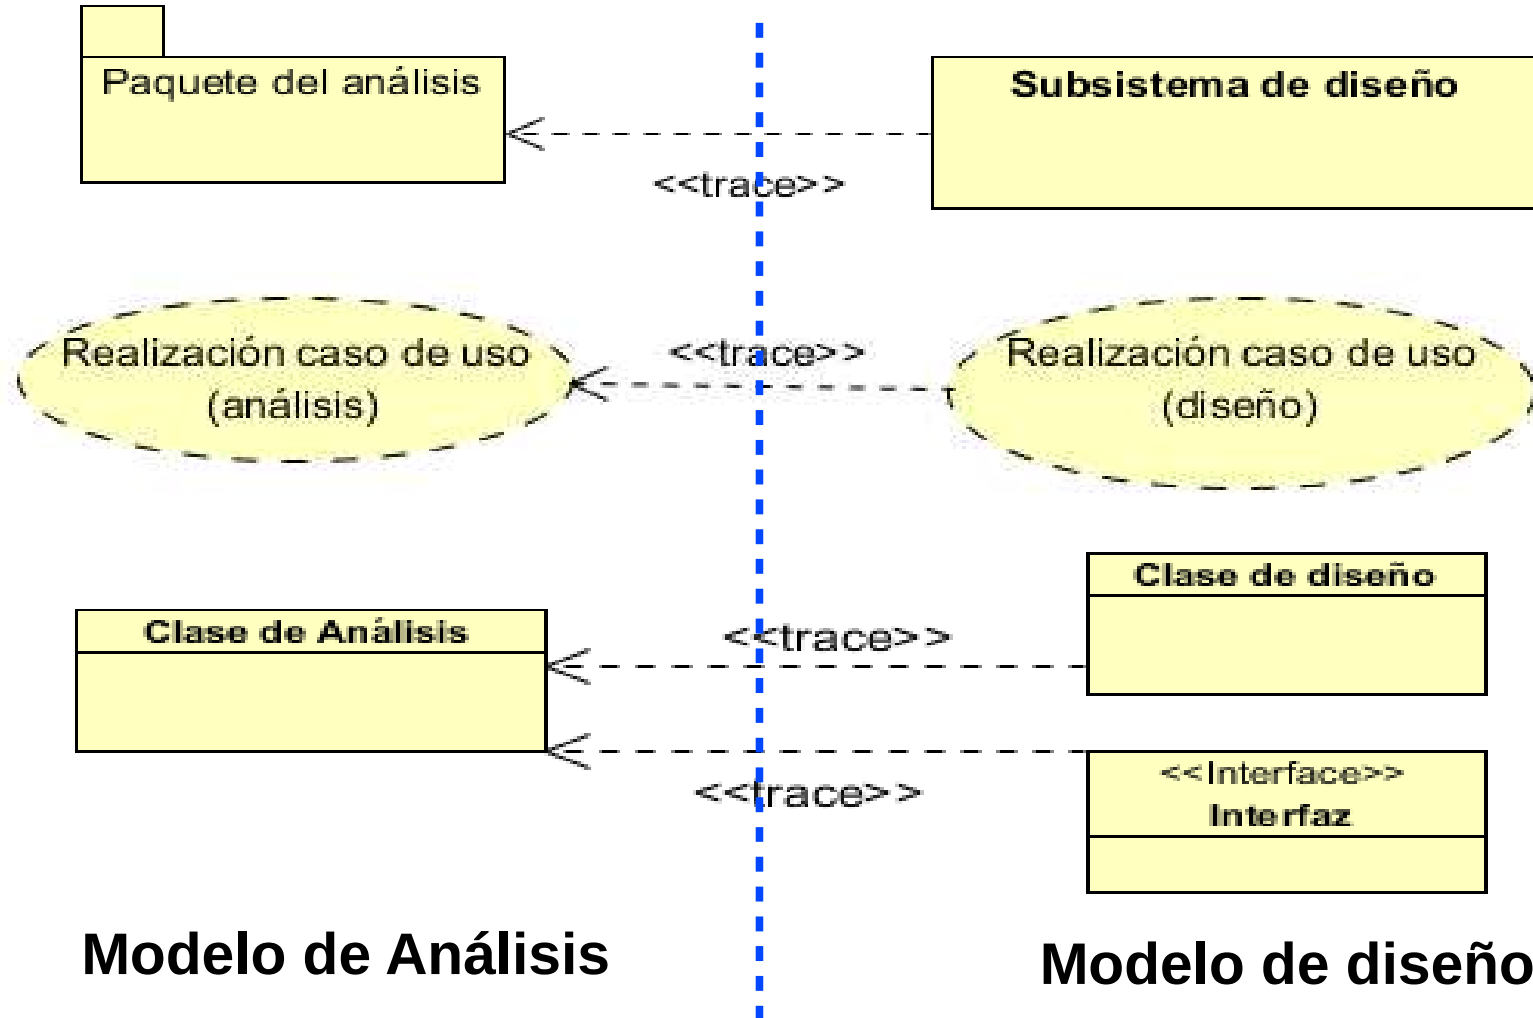 Paquete del análisis
Subsistema de diseño
<<trace>>
Realización caso de uso
(análisis)
<<trace>>
Realización caso de uso
(diseño)
Clase de Análisis
<<trace>>
Clase de diseño
<<trace>>
<<Interface>>
Interfaz
Modelo de Análisis
Modelo de diseño